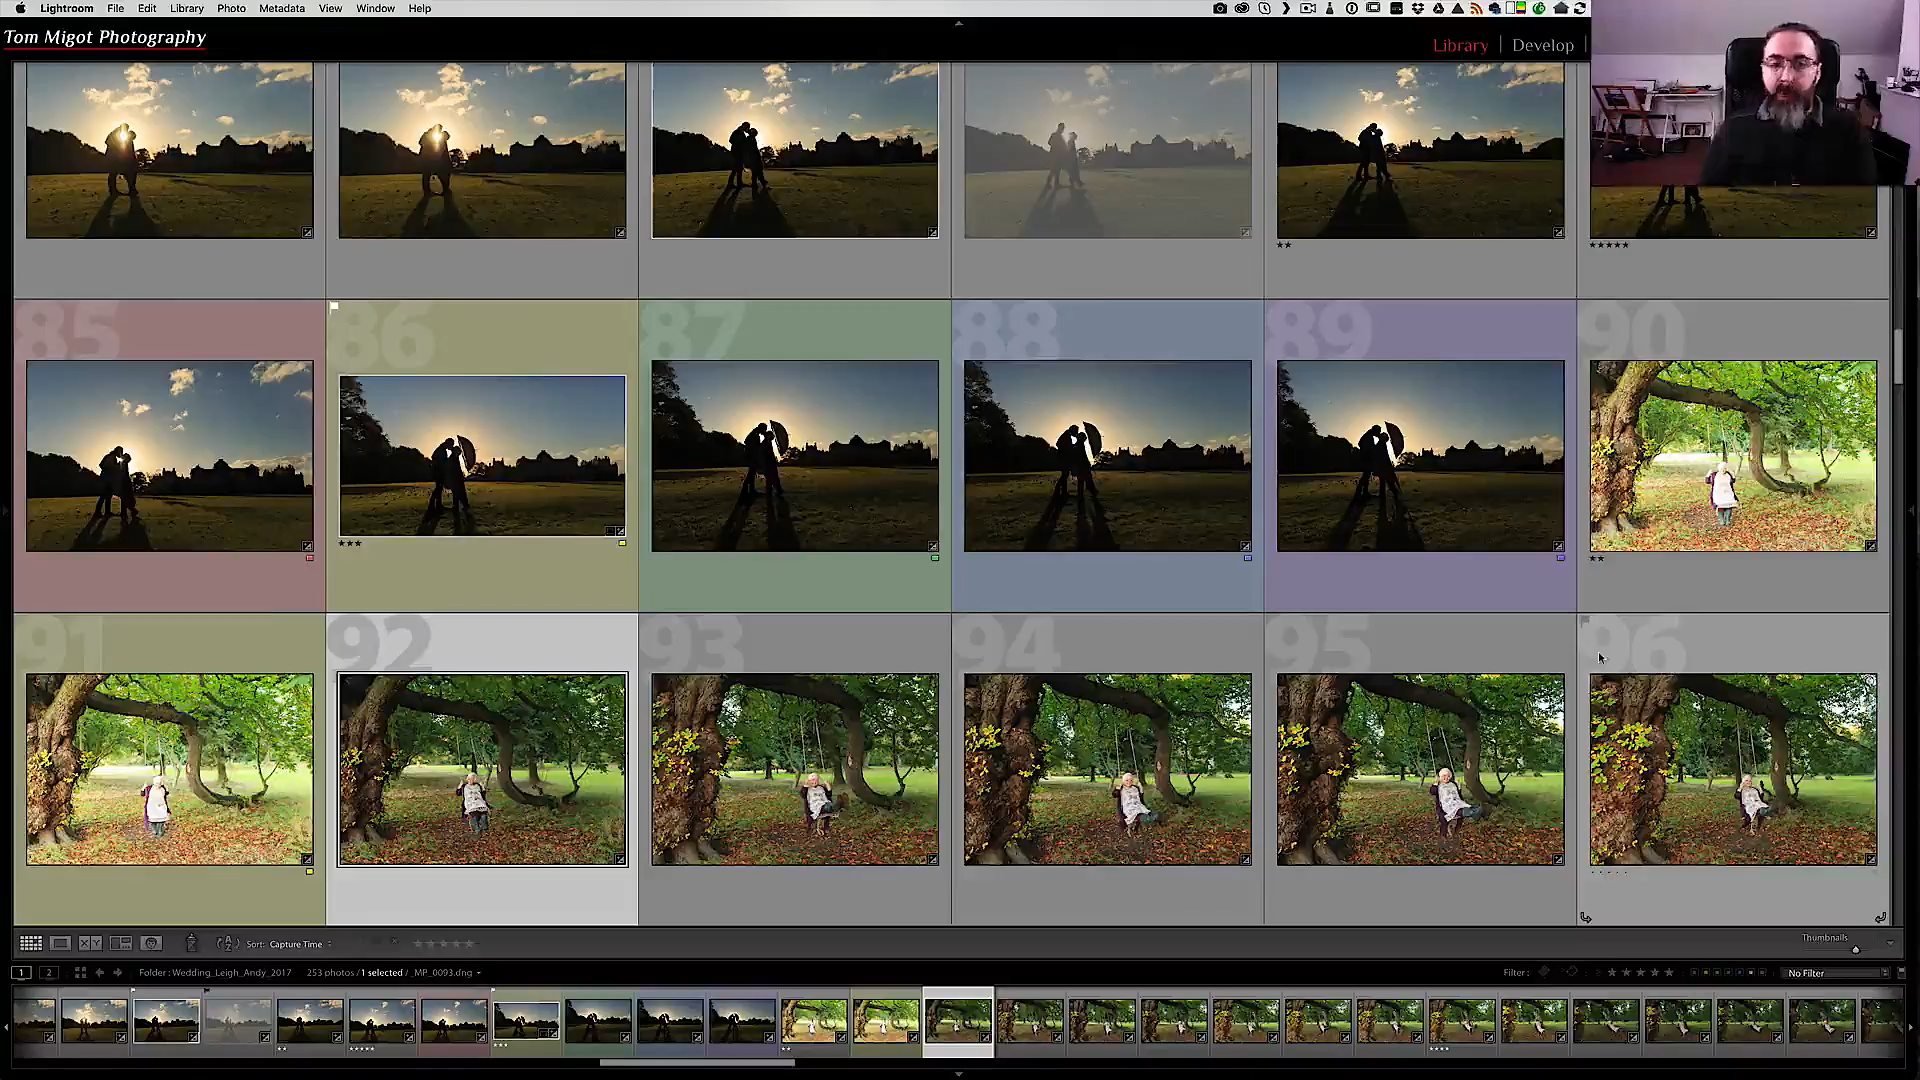 Lightroom File Edit Library Photo Metadata View Window Help
Tom Migot Photography
Library | Develop |
★★ ★★★★★
85 86 87 88 89 90
★★★ ★★
91 92 93 94 95 96
Sort: Capture Time
Thumbnails
1 2 Folder : Wedding_Leigh_Andy_2017 253 photos / 1 selected / _MP_0093.dng Filter : No Filter